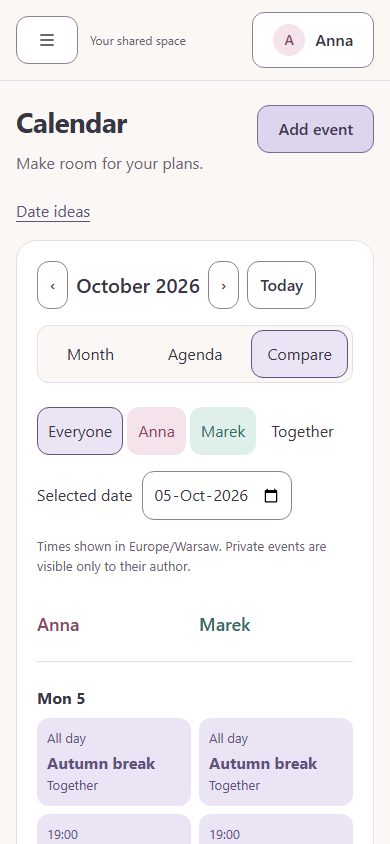 Your shared space
A Anna
Calendar
Add event
Make room for your plans.
Date ideas
‹ October 2026 › Today
Month Agenda Compare
Everyone Anna Marek Together
Selected date 05-Oct-2026
Times shown in Europe/Warsaw. Private events are
visible only to their author.
Anna Marek
Mon 5
All day All day
Autumn break Autumn break
Together Together
19:00 19:00